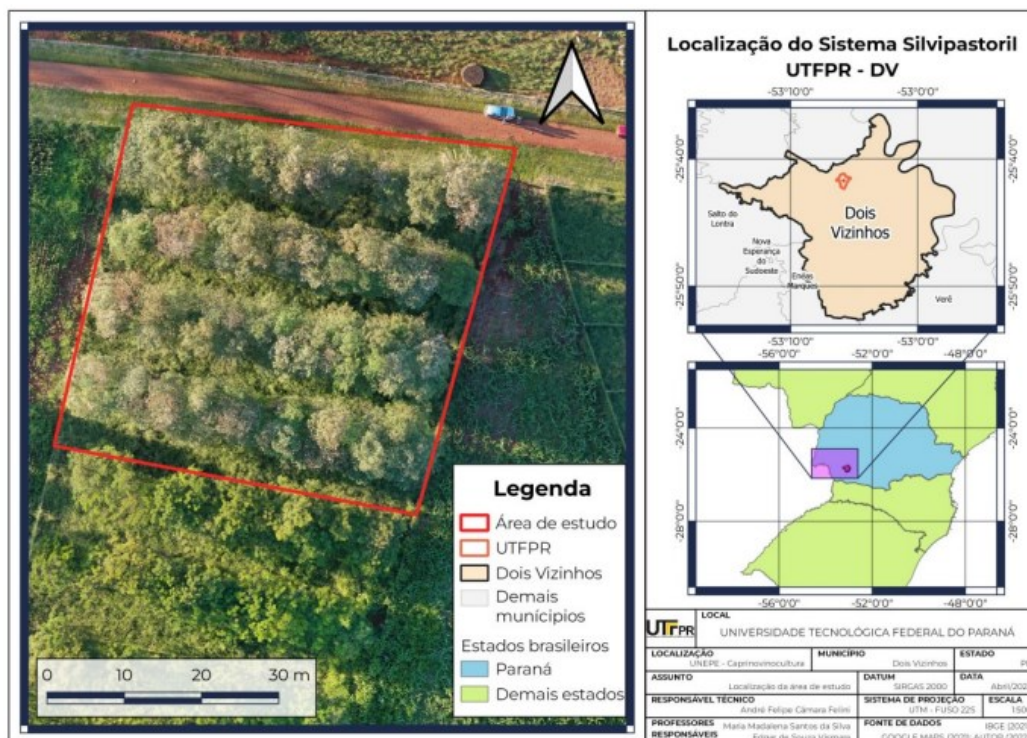 Localização do Sistema Silvipastoril
UTFPR - DV
-53°10'0" -53°0'0"
-25°40'0" -25°40'0"
Salto do
Lontra
Dois
Vizinhos
Nova
Esperança
do
Sudoeste
Enéas
Marques
Verê
-25°50'0" -25°50'0"
-53°10'0" -53°0'0"
-56°0'0" -52°0'0" -48°0'0"
-24°0'0" -24°0'0"
-28°0'0" -28°0'0"
-56°0'0" -52°0'0" -48°0'0"
Legenda
Área de estudo
UTFPR
Dois Vizinhos
Demais
munícipios
Estados brasileiros
Paraná
Demais estados
0 10 20 30 m
UTFPR
LOCAL
UNIVERSIDADE TECNOLÓGICA FEDERAL DO PARANÁ
LOCALIZAÇÃO MUNICÍPIO ESTADO
UNEPE - Caprinovinocultura Dois Vizinhos
ASSUNTO DATUM DATA
Localização da área de estudo SIRGAS 2000
RESPONSÁVEL TÉCNICO SISTEMA DE PROJEÇÃO ESCALA
André Felipe Câmara Felini UTM - FUSO 22S
PROFESSORES Maria Madalena Santos da Silva FONTE DE DADOS
RESPONSÁVEIS